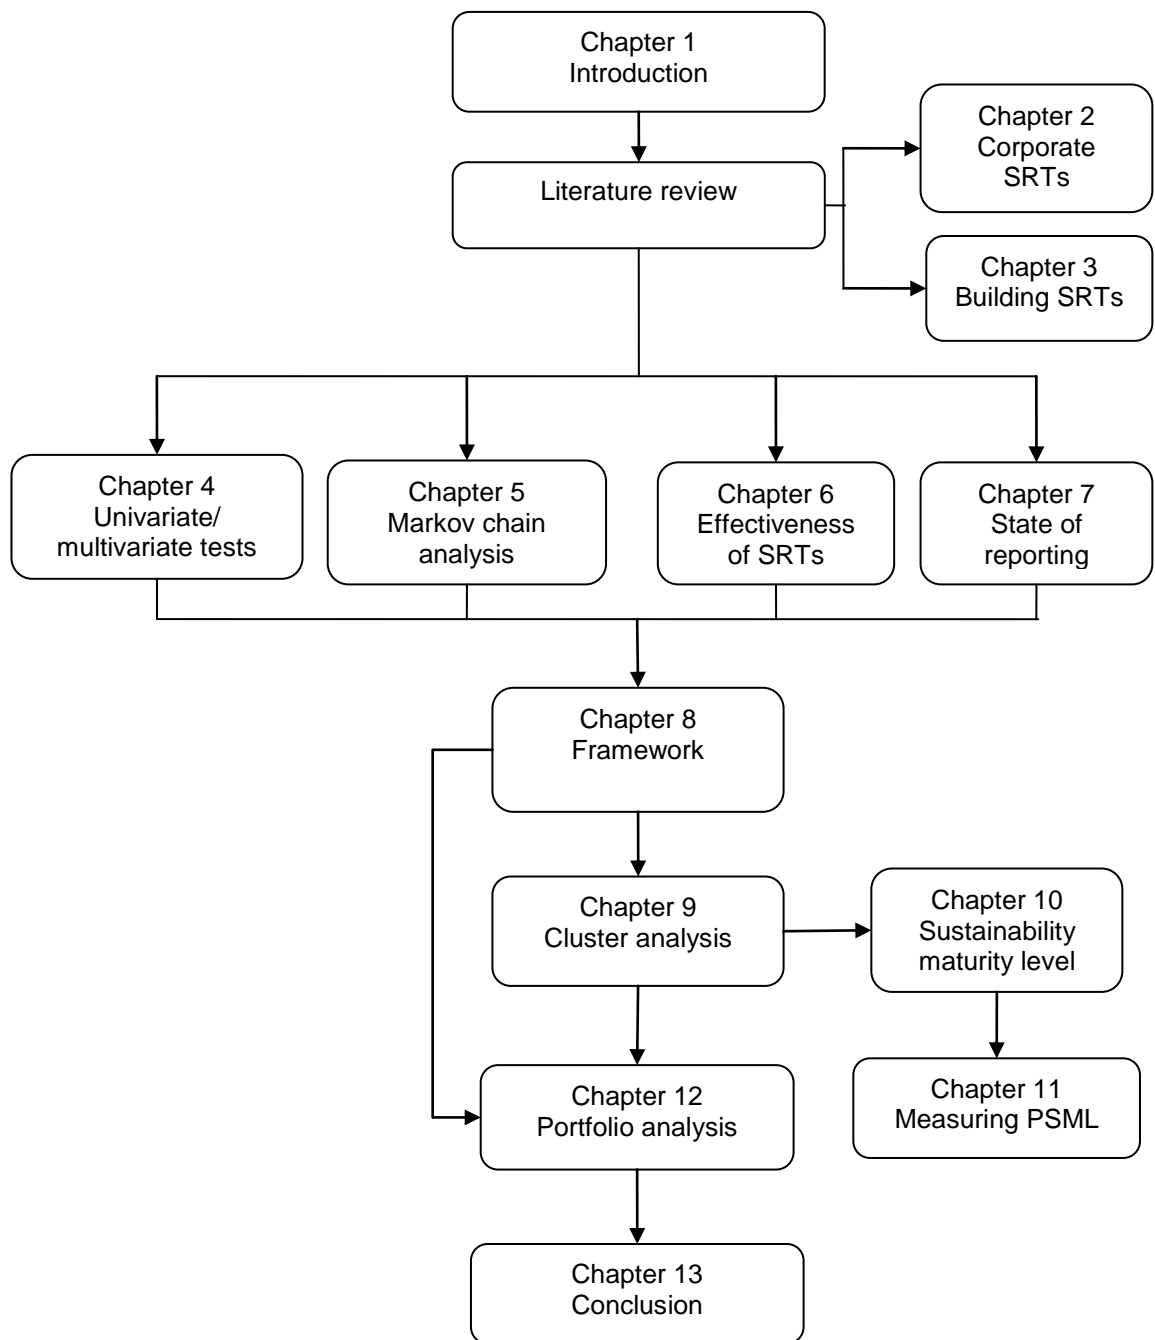 Chapter 1
Introduction
Literature review
Chapter 2
Corporate
SRTs
Chapter 3
Building SRTs
Chapter 4
Univariate/
multivariate tests
Chapter 5
Markov chain
analysis
Chapter 6
Effectiveness
of SRTs
Chapter 7
State of
reporting
Chapter 8
Framework
Chapter 9
Cluster analysis
Chapter 10
Sustainability
maturity level
Chapter 11
Measuring PSML
Chapter 12
Portfolio analysis
Chapter 13
Conclusion